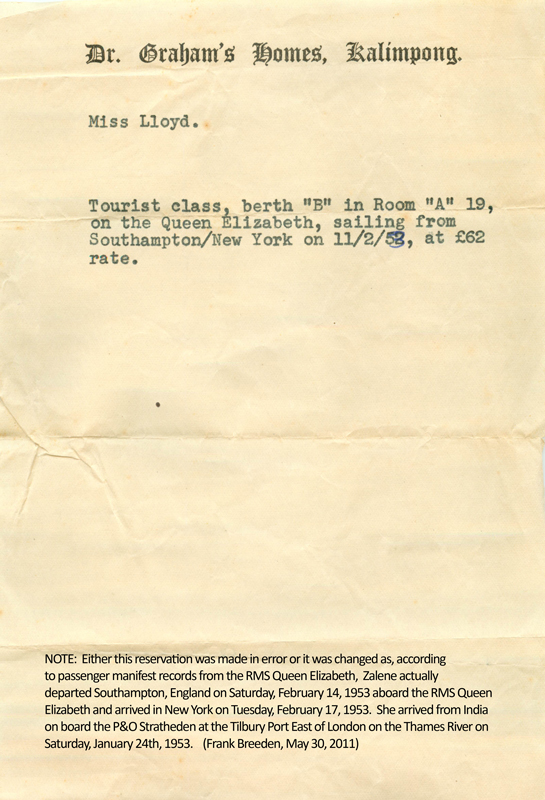 Dr. Graham's Homes, Kalimpong.
Miss Lloyd.
Tourist class, berth "B" in Room "A" 19,
on the Queen Elizabeth, sailing from
Southampton/New York on 11/2/53, at £62
rate.
NOTE: Either this reservation was made in error or it was changed as, according
to passenger manifest records from the RMS Queen Elizabeth, Zalene actually
departed Southampton, England on Saturday, February 14, 1953 aboard the RMS Queen
Elizabeth and arrived in New York on Tuesday, February 17, 1953. She arrived from India
on board the P&O Stratheden at the Tilbury Port East of London on the Thames River on
Saturday, January 24th, 1953. (Frank Breeden, May 30, 2011)